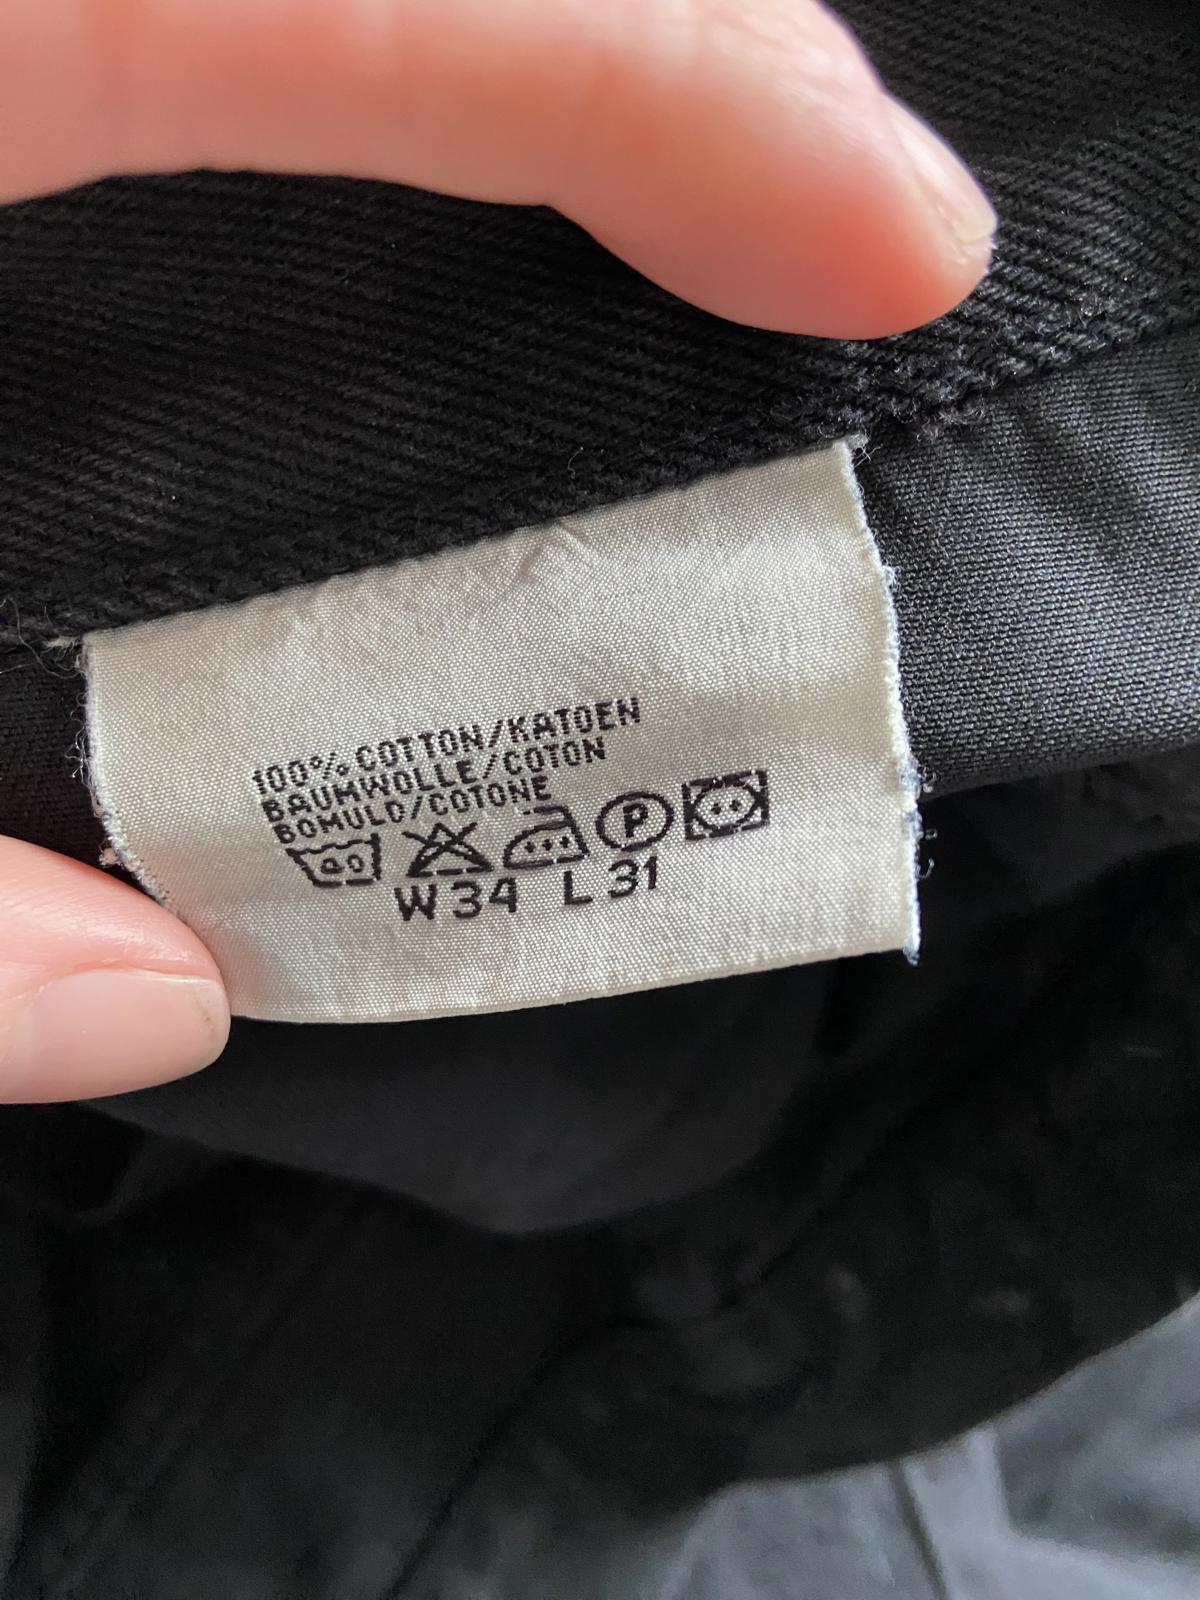 100% COTTON/KATOEN
BAUMWOLLE/COTON
BOMULD/COTONE
P
W34 L31